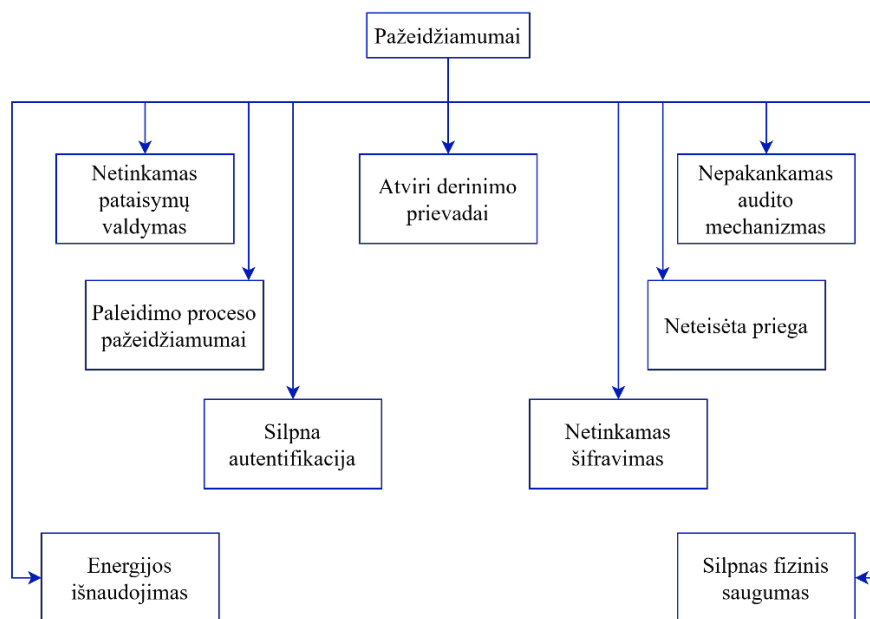 Pažeidžiamumai
Netinkamas
pataisymų
valdymas
Atviri derinimo
prievadai
Nepakankamas
audito
mechanizmas
Paleidimo proceso
pažeidžiamumai
Neteisėta priega
Silpna
autentifikacija
Netinkamas
šifravimas
Energijos
išnaudojimas
Silpnas fizinis
saugumas